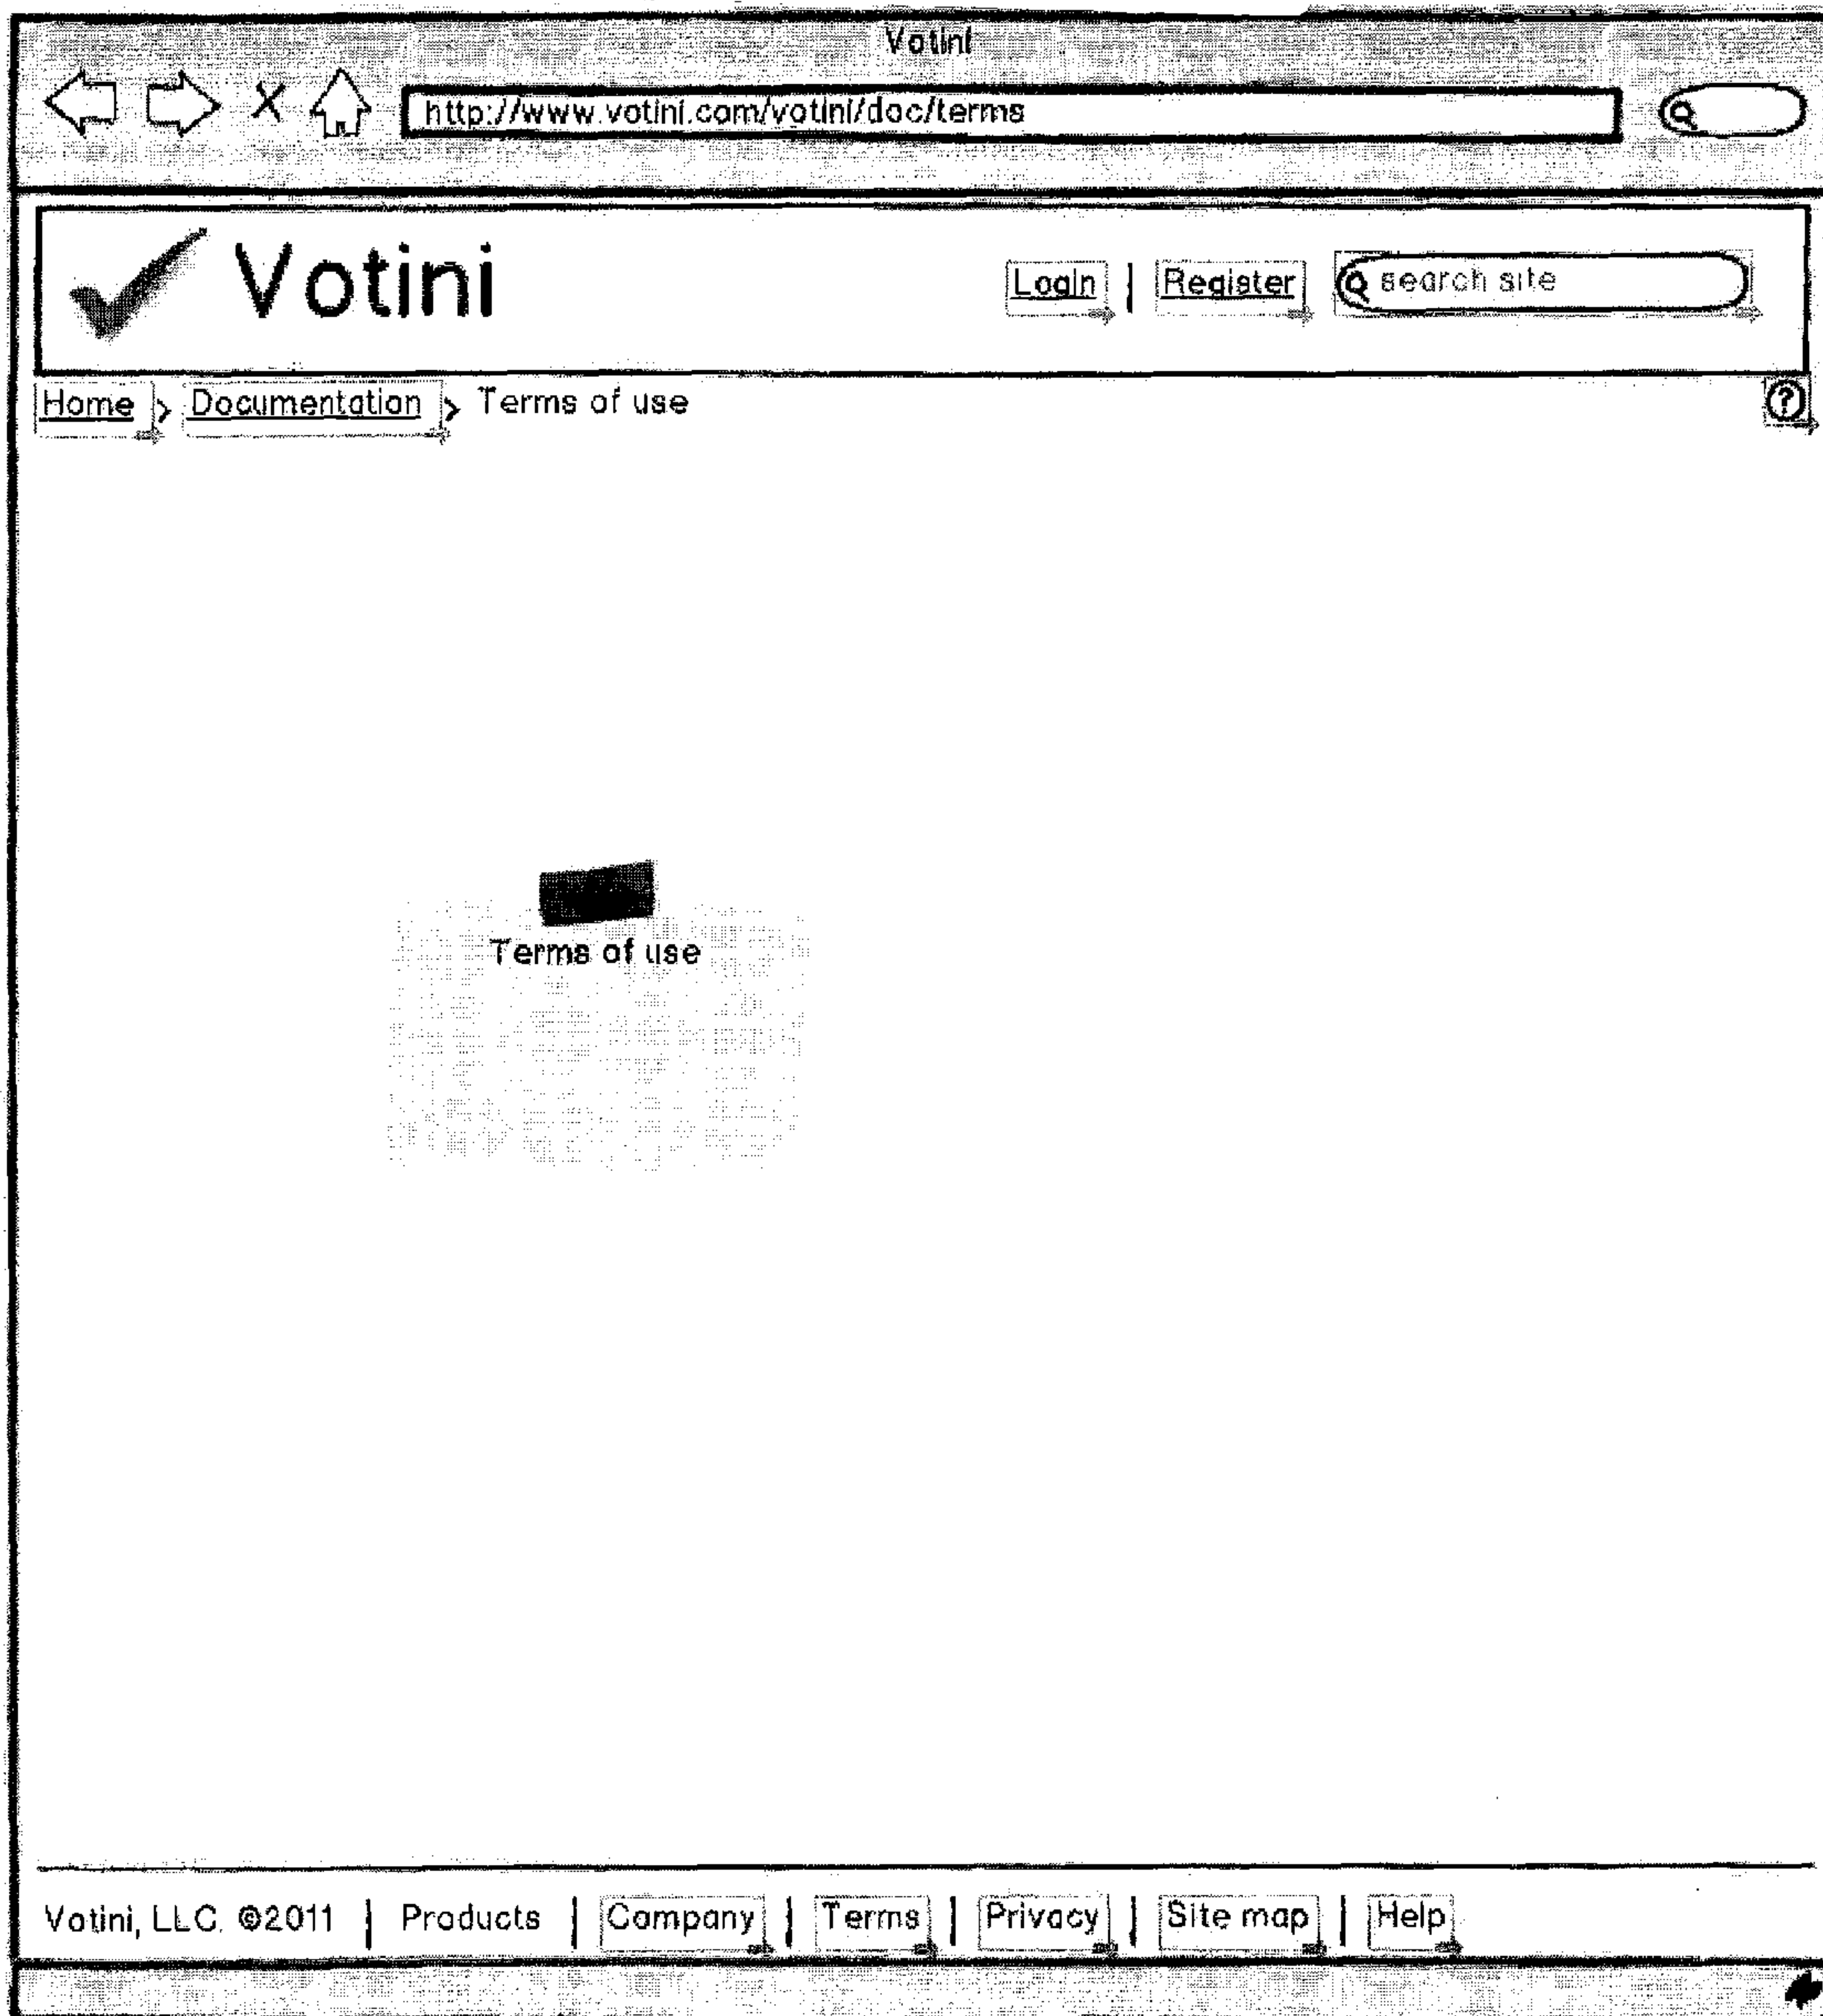 Votini
http://www.votini.com/votini/doc/terms
Votini
Login | Register search site
Home > Documentation > Terms of use ?
Terms of use
Votini, LLC. ©2011 | Products | Company | Terms | Privacy | Site map | Help